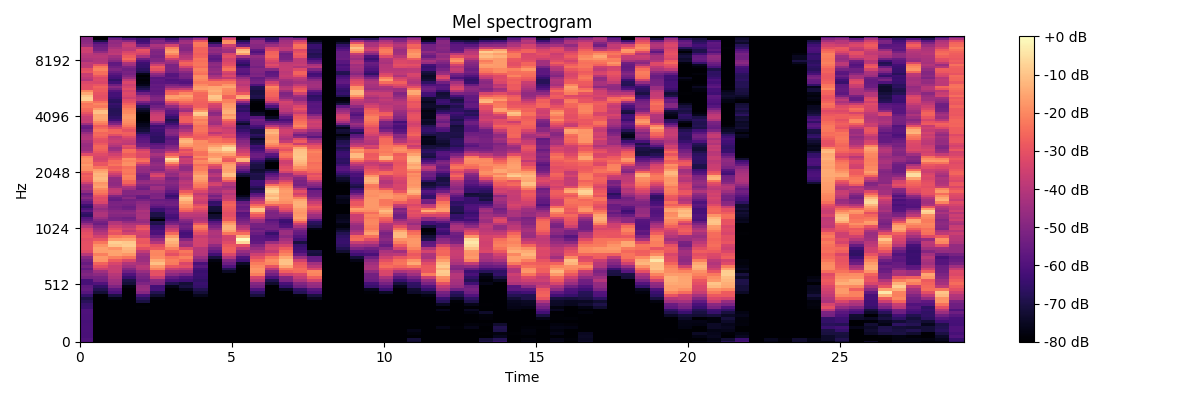 Mel spectrogram
8192
4096
2048
1024
512
0
Hz
0 5 10 15 20 25
Time
+0 dB
-10 dB
-20 dB
-30 dB
-40 dB
-50 dB
-60 dB
-70 dB
-80 dB